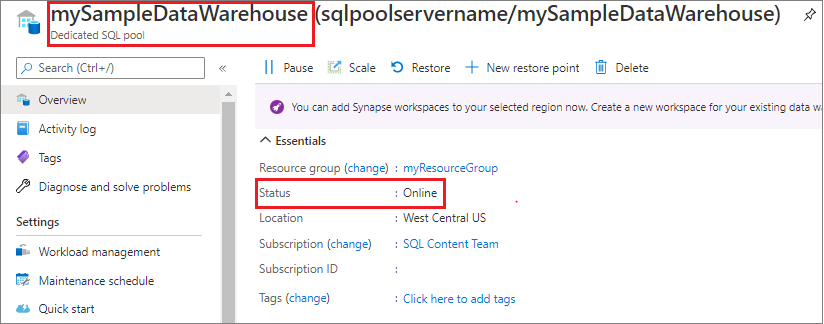 mySampleDataWarehouse (sqlpoolservername/mySampleDataWarehouse)
Dedicated SQL pool
Search (Ctrl+/)
«
Pause
Scale
Restore
New restore point
Delete
Overview
Activity log
Tags
Diagnose and solve problems
Settings
Workload management
Maintenance schedule
Quick start
You can add Synapse workspaces to your selected region now. Create a new workspace for your existing data wa
Essentials
Resource group (change) : myResourceGroup
Status : Online
Location : West Central US
Subscription (change) : SQL Content Team
Subscription ID :
Tags (change) : Click here to add tags